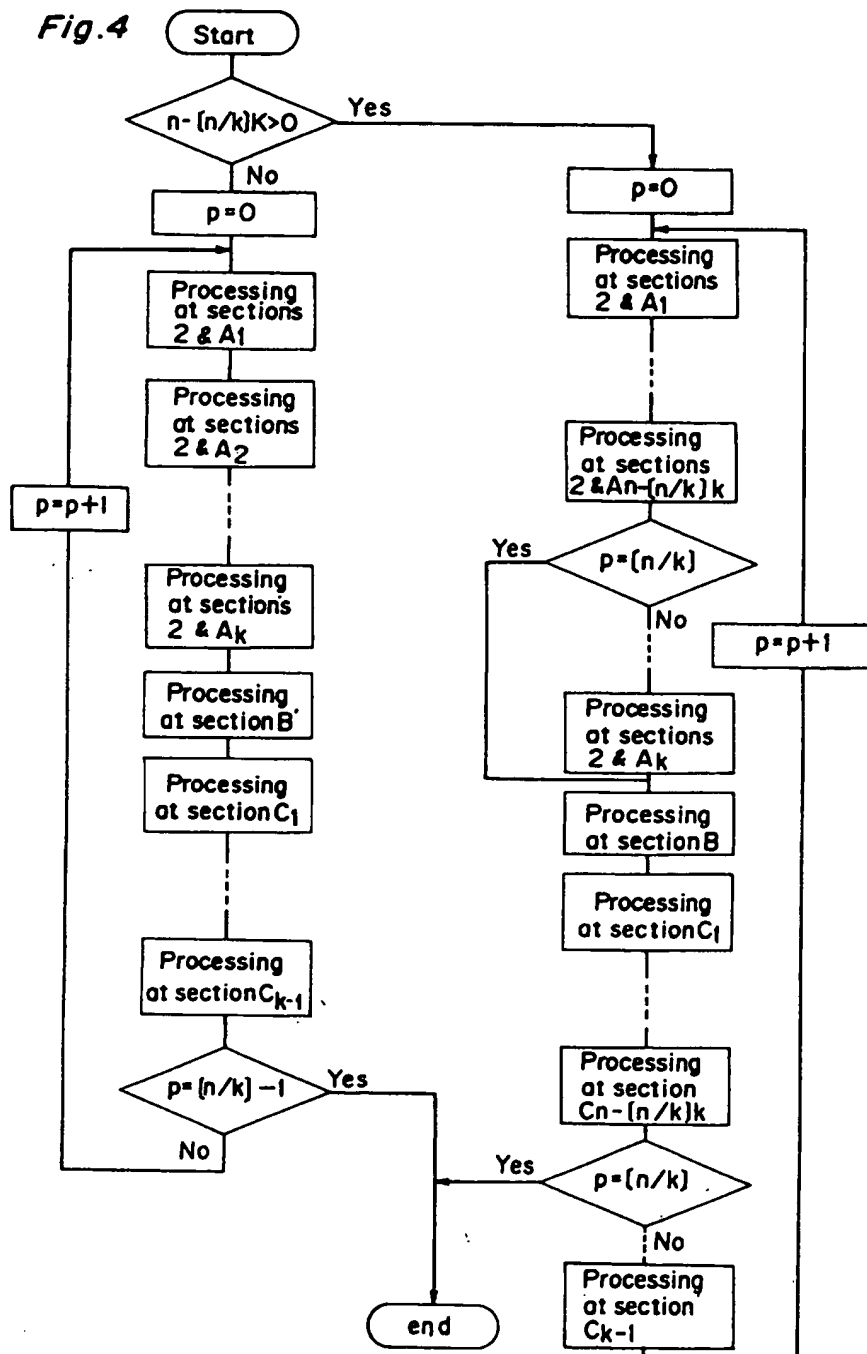 Fig.4
Start
n-[n/k]K>0
Yes
No
p=0
Processing
at sections
2 & A1
Processing
at sections
2 & A2
p=p+1
Processing
at sections
2 & Ak
Processing
at section B'
Processing
at section C1
Processing
at section Ck-1
p=[n/k]-1
Yes
No
p=0
Processing
at sections
2 & A1
Processing
at sections
2 & An-[n/k]k
Yes
p=[n/k]
No
p=p+1
Processing
at sections
2 & Ak
Processing
at section B
Processing
at section C1
Processing
at section
Cn-[n/k]k
Yes
p=[n/k]
No
Processing
at section
Ck-1
end